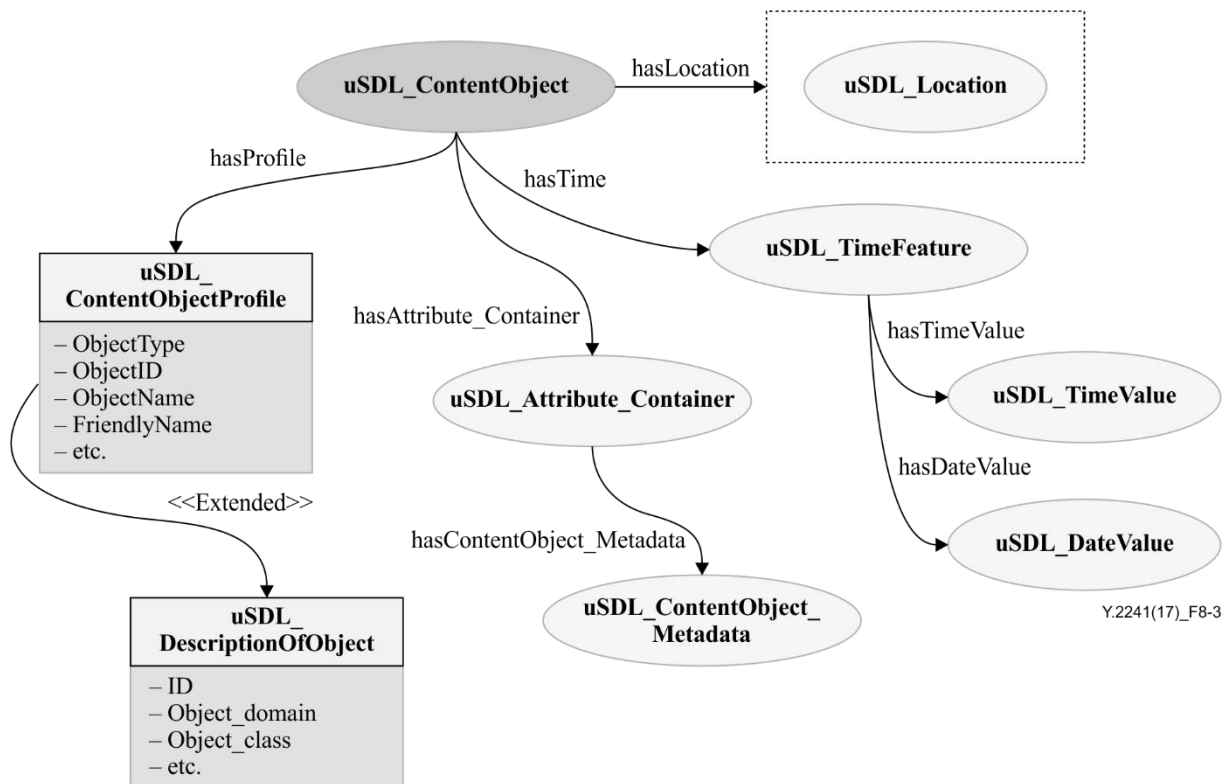 uSDL_ContentObject
hasLocation
uSDL_Location
hasProfile
hasTime
uSDL_TimeFeature
uSDL_
ContentObjectProfile
– ObjectType
– ObjectID
– ObjectName
– FriendlyName
– etc.
hasAttribute_Container
hasTimeValue
uSDL_Attribute_Container
uSDL_TimeValue
hasDateValue
<<Extended>>
hasContentObject_Metadata
uSDL_DateValue
uSDL_ContentObject_
Metadata
Y.2241(17)_F8-3
uSDL_
DescriptionOfObject
– ID
– Object_domain
– Object_class
– etc.